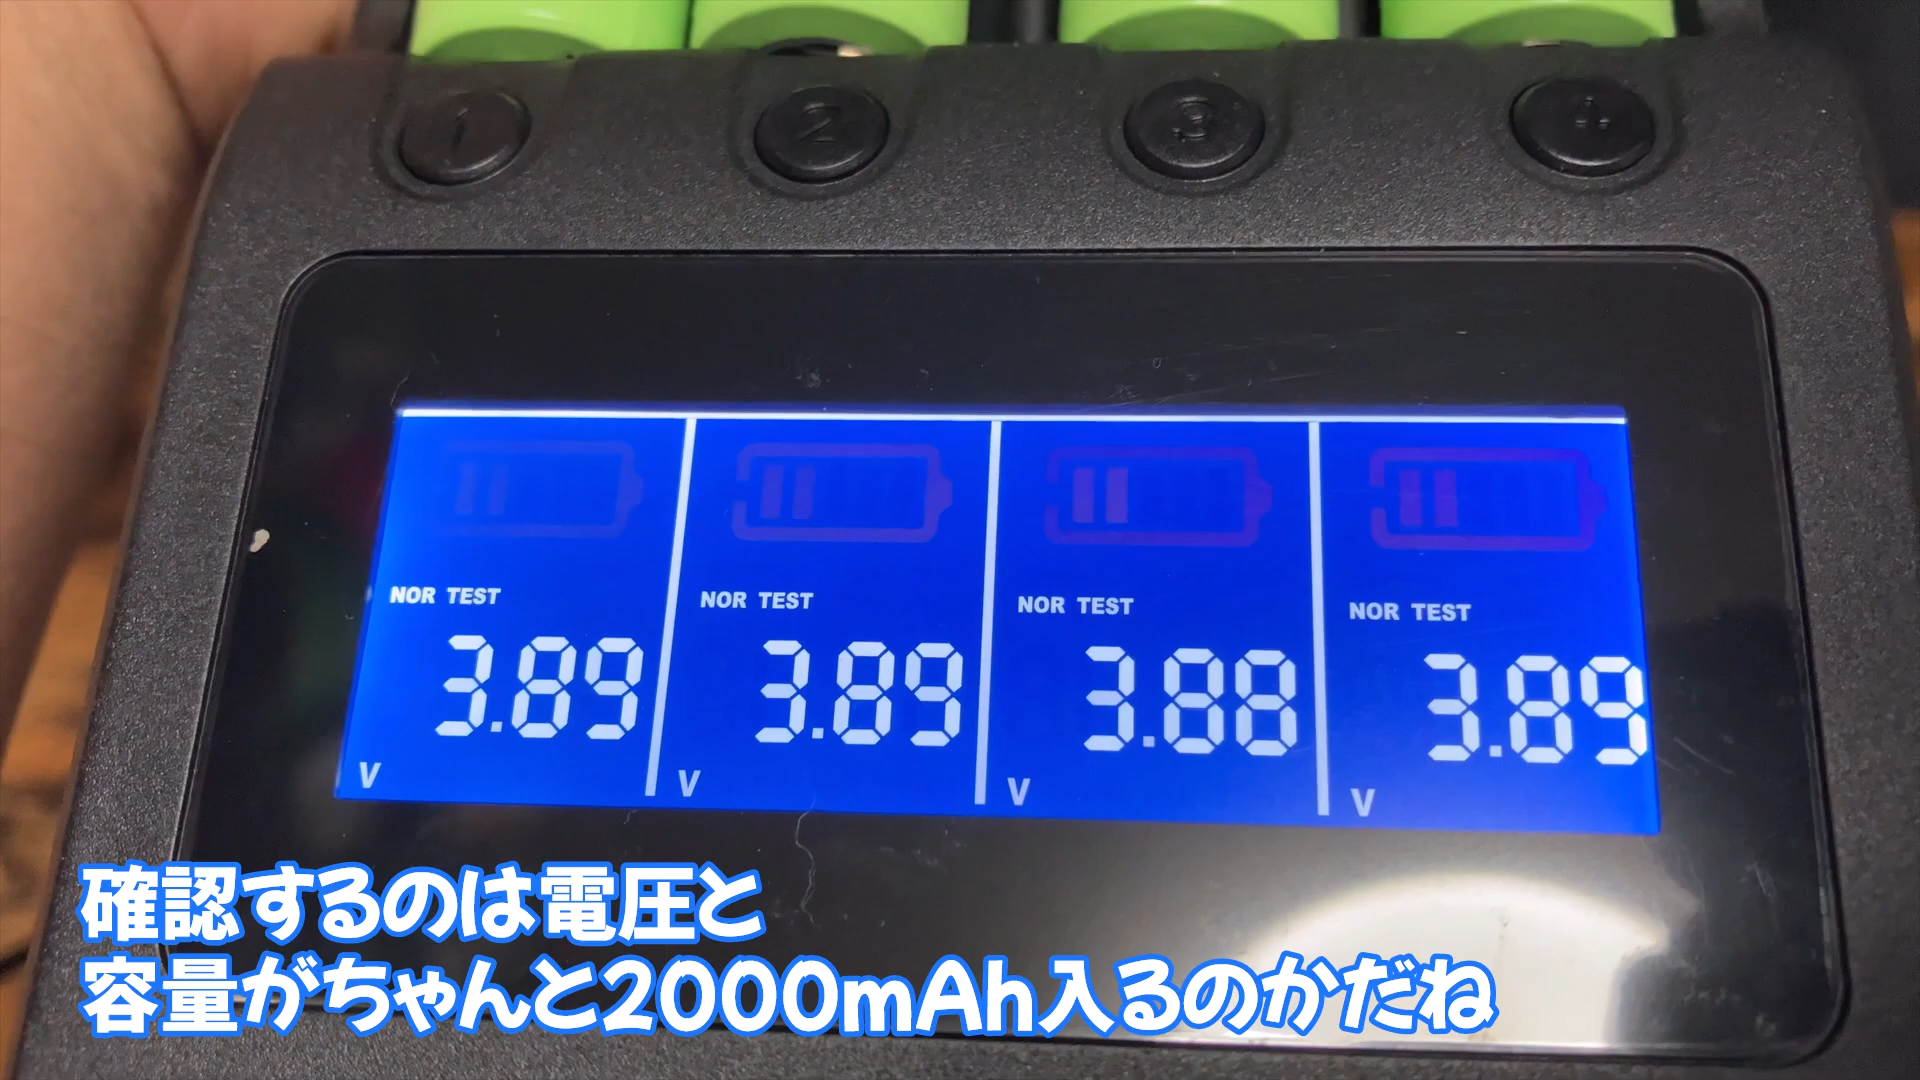 1 2 3 4
NOR TEST NOR TEST NOR TEST NOR TEST
3.89 3.89 3.88 3.89
V V V V
確認するのは電圧と
容量がちゃんと2000mAh入るのかだね